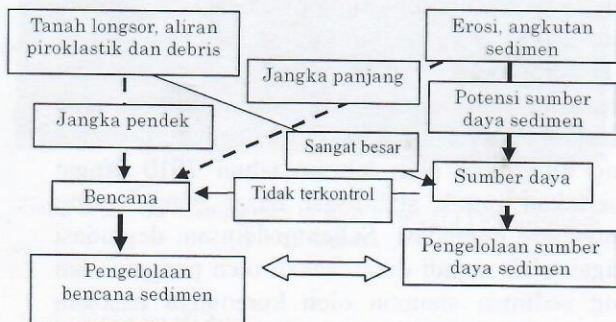 Tanah longsor, aliran
piroklastik dan debris
Erosi, angkutan
sedimen
Jangka panjang
Potensi sumber
daya sedimen
Jangka pendek
Sangat besar
Sumber daya
Bencana
Tidak terkontrol
Pengelolaan
bencana sedimen
Pengelolaan sumber
daya sedimen